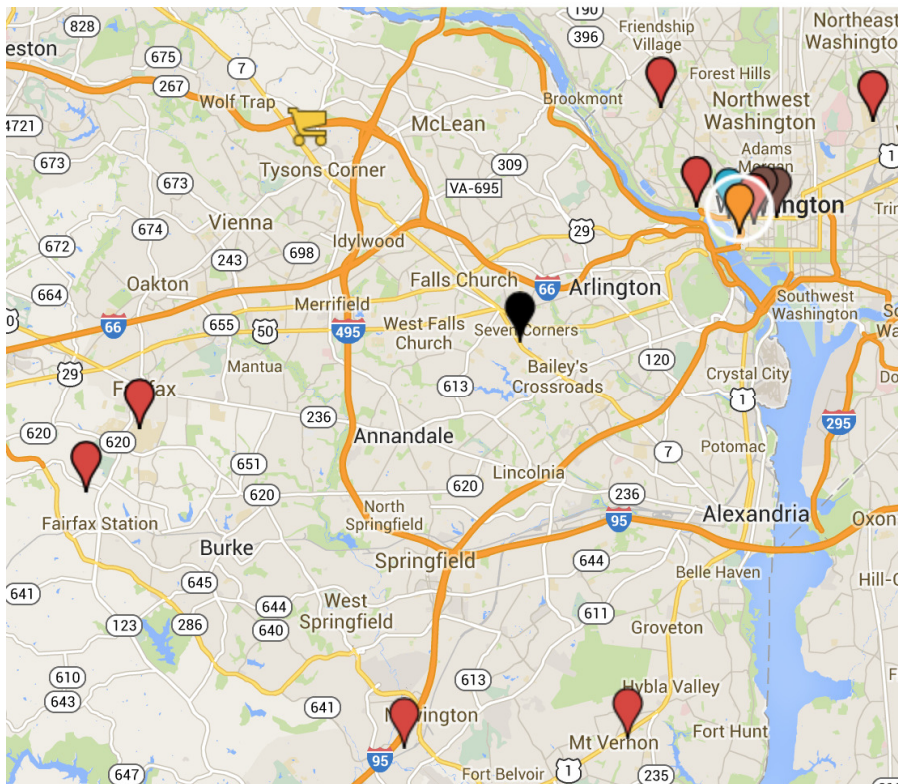 190
828
Friendship
Village
396
Northeast
Washingto
eston
675
7
267
Forest Hills
Wolf Trap
Brookmont
Northwest
Washington
4721
McLean
Adams
673
309
1
Tysons Corner
673
VA-695
Trin
Vienna
674
29
672
698
Idylwood
243
Falls Church
Oakton
66
Arlington
664
Merrifield
Southwest
Washington
66
655
50
495
West Falls
Church
Seven Corners
Mantua
120
Bailey's
Crossroads
29
613
Crystal City
Fairfax
1
236
295
620
620
Annandale
Potomac
651
7
Lincolnia
620
620
236
North
Springfield
Fairfax Station
95
Alexandria
Oxon
Burke
Springfield
644
Belle Haven
645
641
Hill-C
644
West
Springfield
611
123
286
640
Groveton
610
613
643
641
Hybla Valley
Mt Vernon
Fort Hunt
95
647
Fort Belvoir
1
235